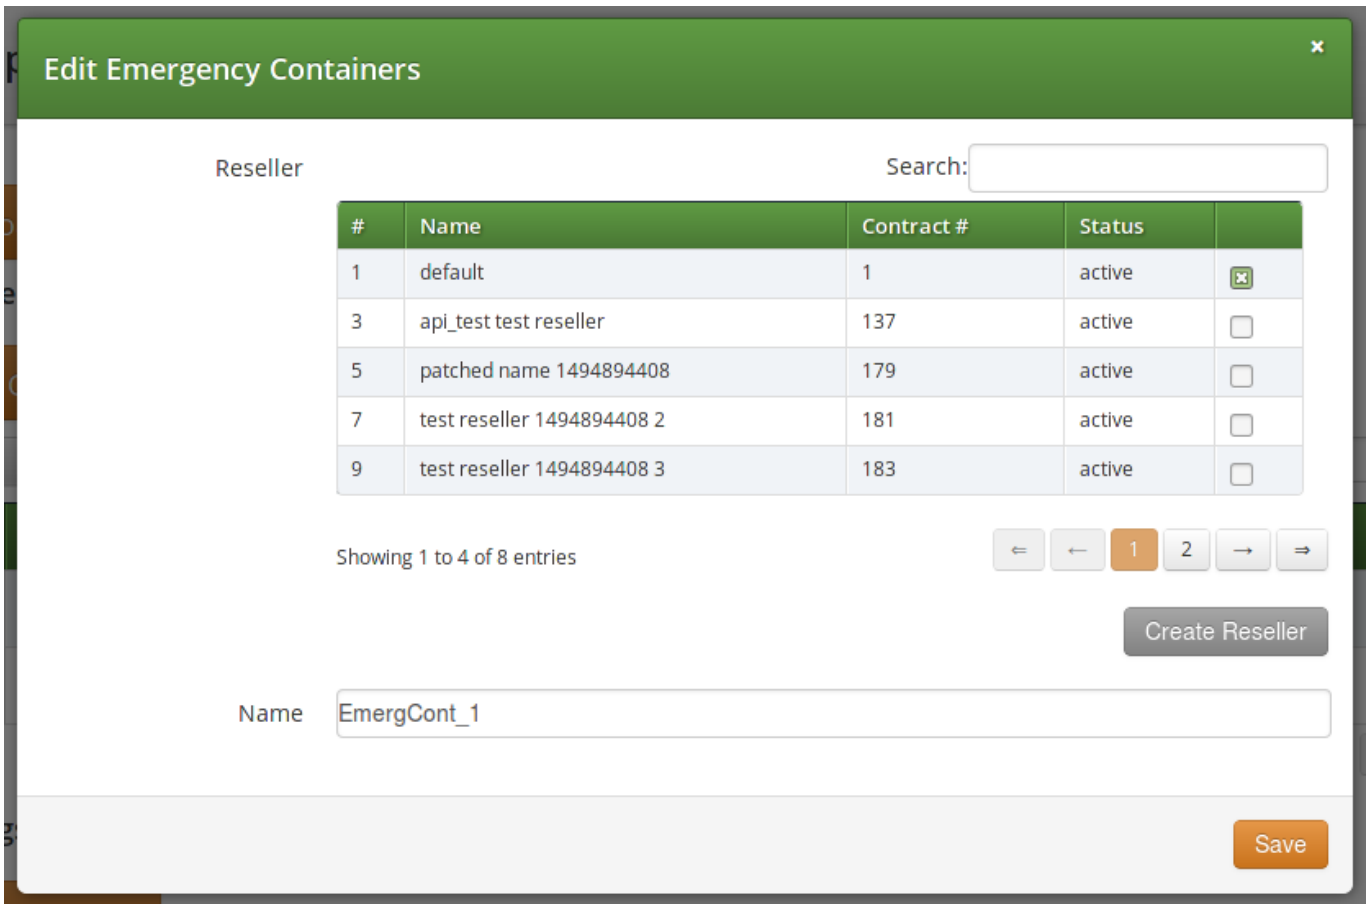 Edit Emergency Containers
×
Reseller
Search:
# Name Contract # Status
1 default 1 active
3 api_test test reseller 137 active
5 patched name 1494894408 179 active
7 test reseller 1494894408 2 181 active
9 test reseller 1494894408 3 183 active
Showing 1 to 4 of 8 entries
⇐ ← 1 2 → ⇒
Create Reseller
Name EmergCont_1
Save